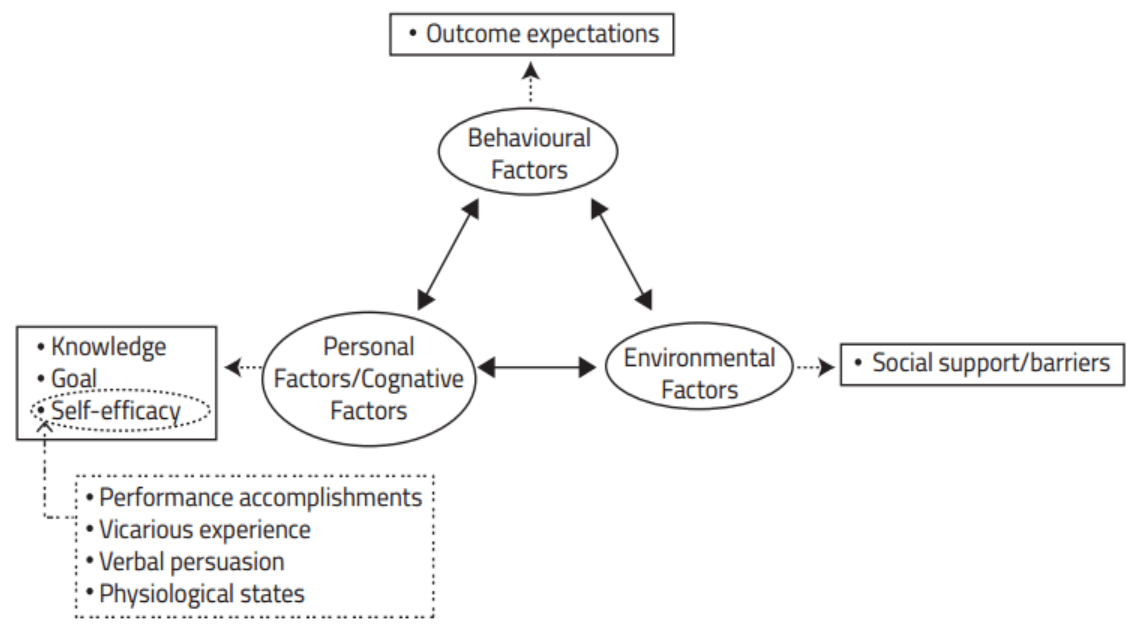 • Outcome expectations
Behavioural
Factors
• Knowledge
• Goal
• Self-efficacy
Personal
Factors/Cognative
Factors
Environmental
Factors
• Social support/barriers
• Performance accomplishments
• Vicarious experience
• Verbal persuasion
• Physiological states